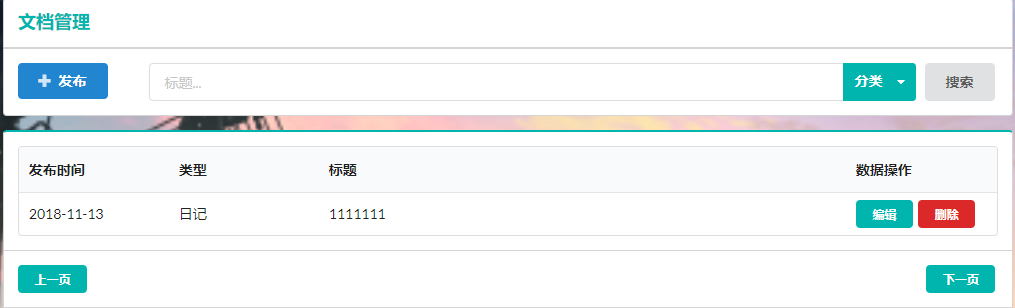 文档管理
发布 标题... 分类 搜索
发布时间 类型 标题 数据操作
2018-11-13 日记 1111111 编辑 删除
上一页 下一页